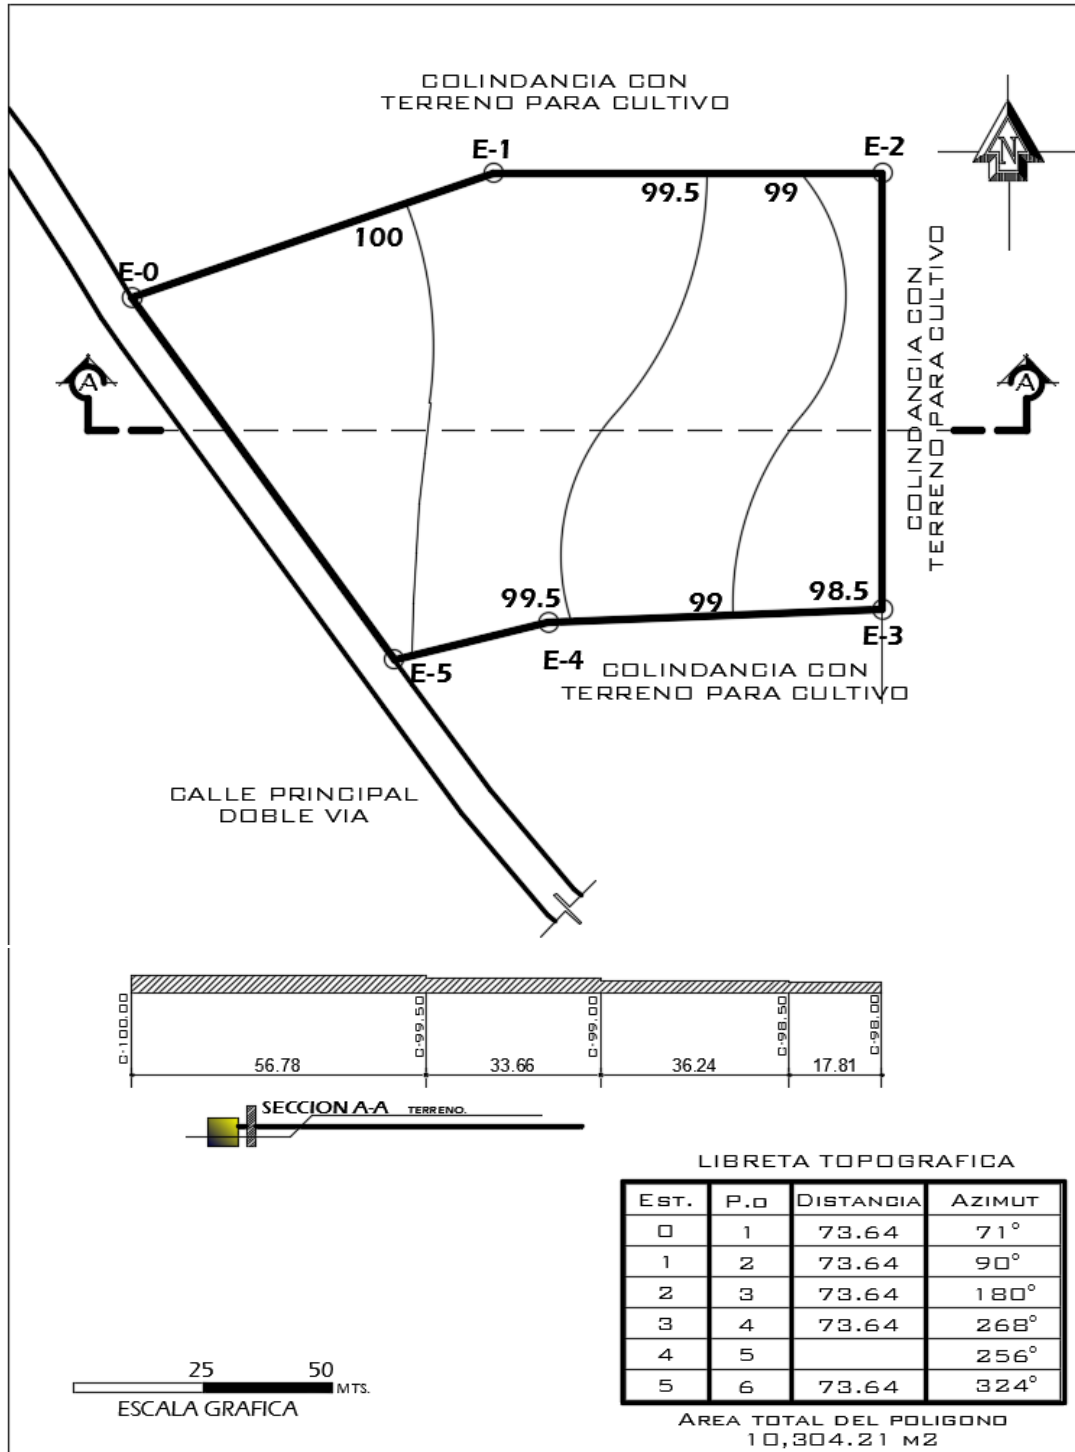 COLINDANCIA CON
TERRENO PARA CULTIVO
E-1
E-2
N
99.5
99
100
E-0
COLINDANCIA CON
TERRENO PARA CULTIVO
A
A
99.5
99
98.5
E-3
E-4
E-5
COLINDANCIA CON
TERRENO PARA CULTIVO
CALLE PRINCIPAL
DOBLE VIA
C-100.00
C-99.50
C-99.00
C-98.50
C-98.00
56.78
33.66
36.24
17.81
SECCION A-A TERRENO.
LIBRETA TOPOGRAFICA
EST. P.O DISTANCIA AZIMUT
0 1 73.64 71°
1 2 73.64 90°
2 3 73.64 180°
3 4 73.64 268°
4 5 256°
5 6 73.64 324°
AREA TOTAL DEL POLIGONO
10,304.21 M2
25 50
MTS.
ESCALA GRAFICA